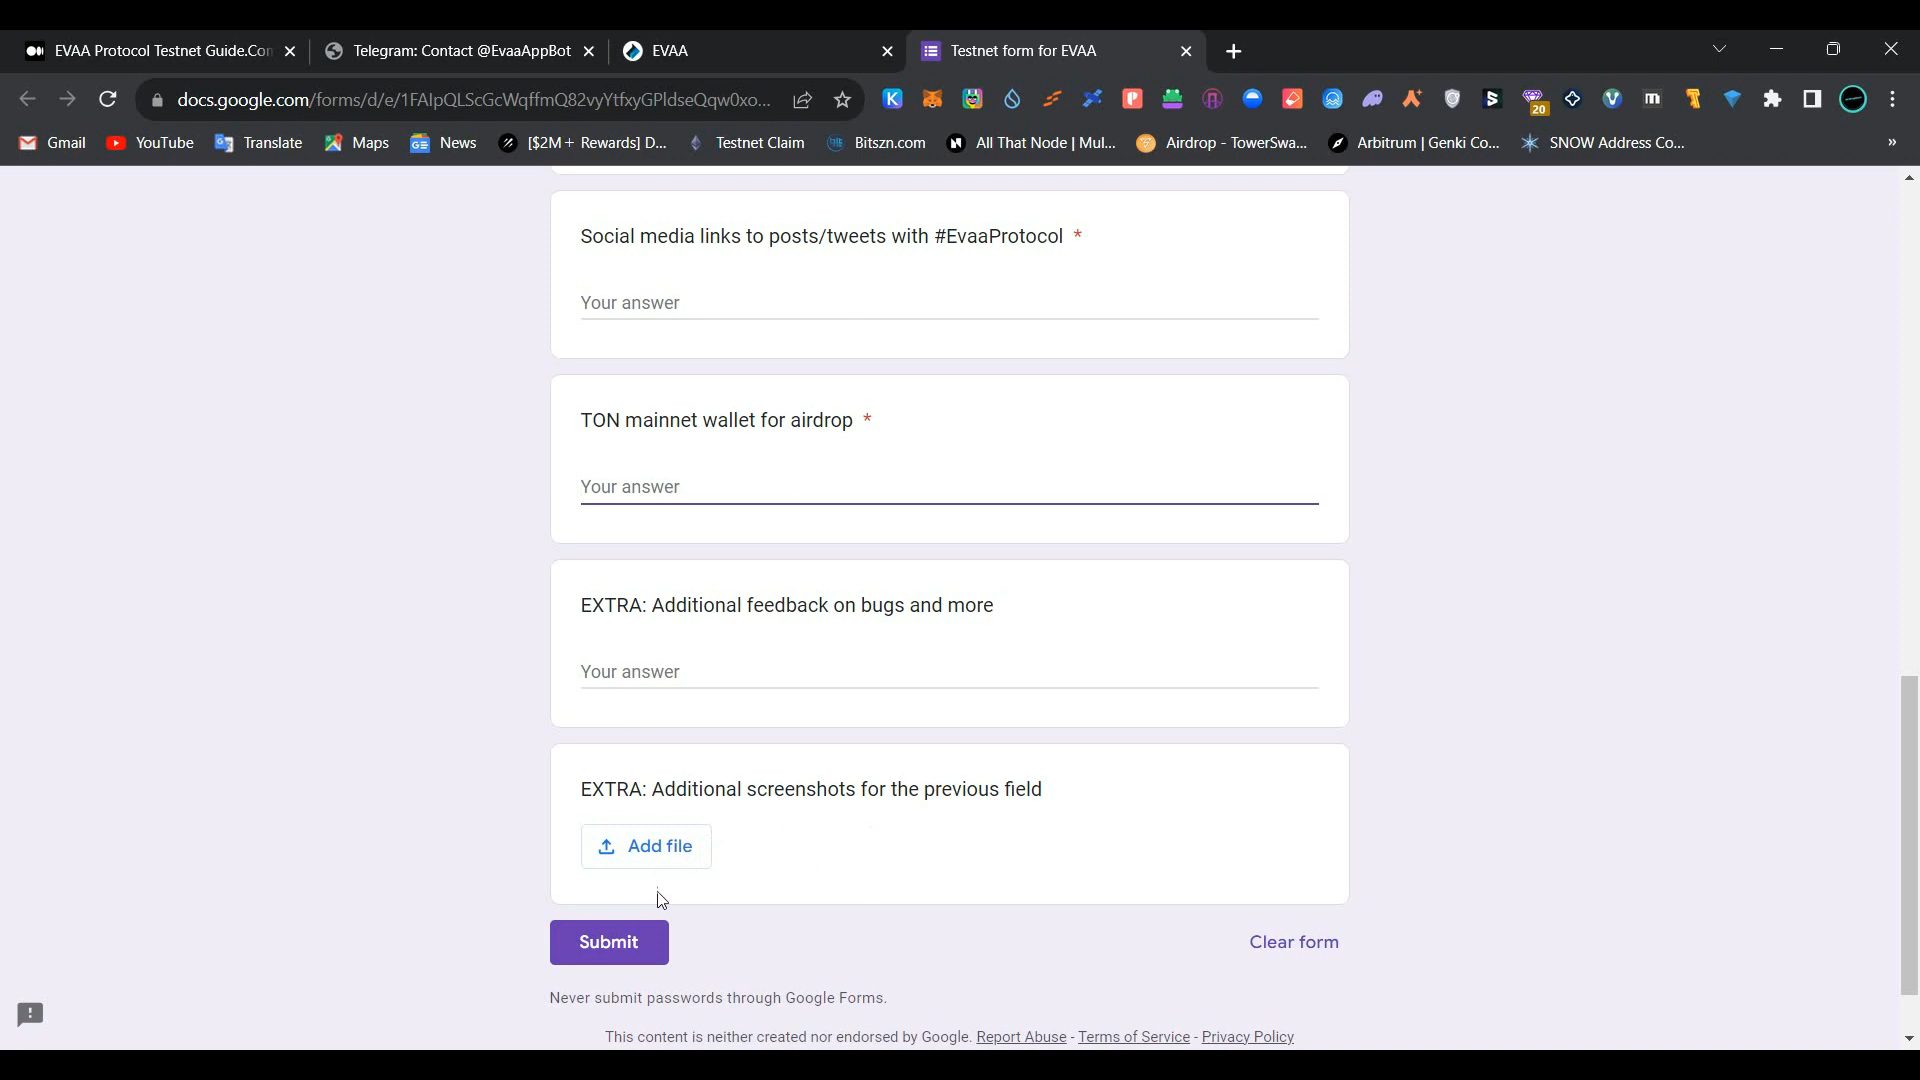 EVAA Protocol Testnet Guide.Con
Telegram: Contact @EvaaAppBot
EVAA
Testnet form for EVAA
docs.google.com/forms/d/e/1FAIpQLScGcWqffmQ82vyYtfxyGPldseQqw0xo...
20
Gmail
YouTube
Translate
Maps
News
[$2M+ Rewards] D...
Testnet Claim
Bitszn.com
All That Node | Mul...
Airdrop - TowerSwa...
Arbitrum | Genki Co...
SNOW Address Co...
»
Social media links to posts/tweets with #EvaaProtocol *
Your answer
TON mainnet wallet for airdrop *
Your answer
EXTRA: Additional feedback on bugs and more
Your answer
EXTRA: Additional screenshots for the previous field
Add file
Submit
Clear form
Never submit passwords through Google Forms.
This content is neither created nor endorsed by Google. Report Abuse - Terms of Service - Privacy Policy